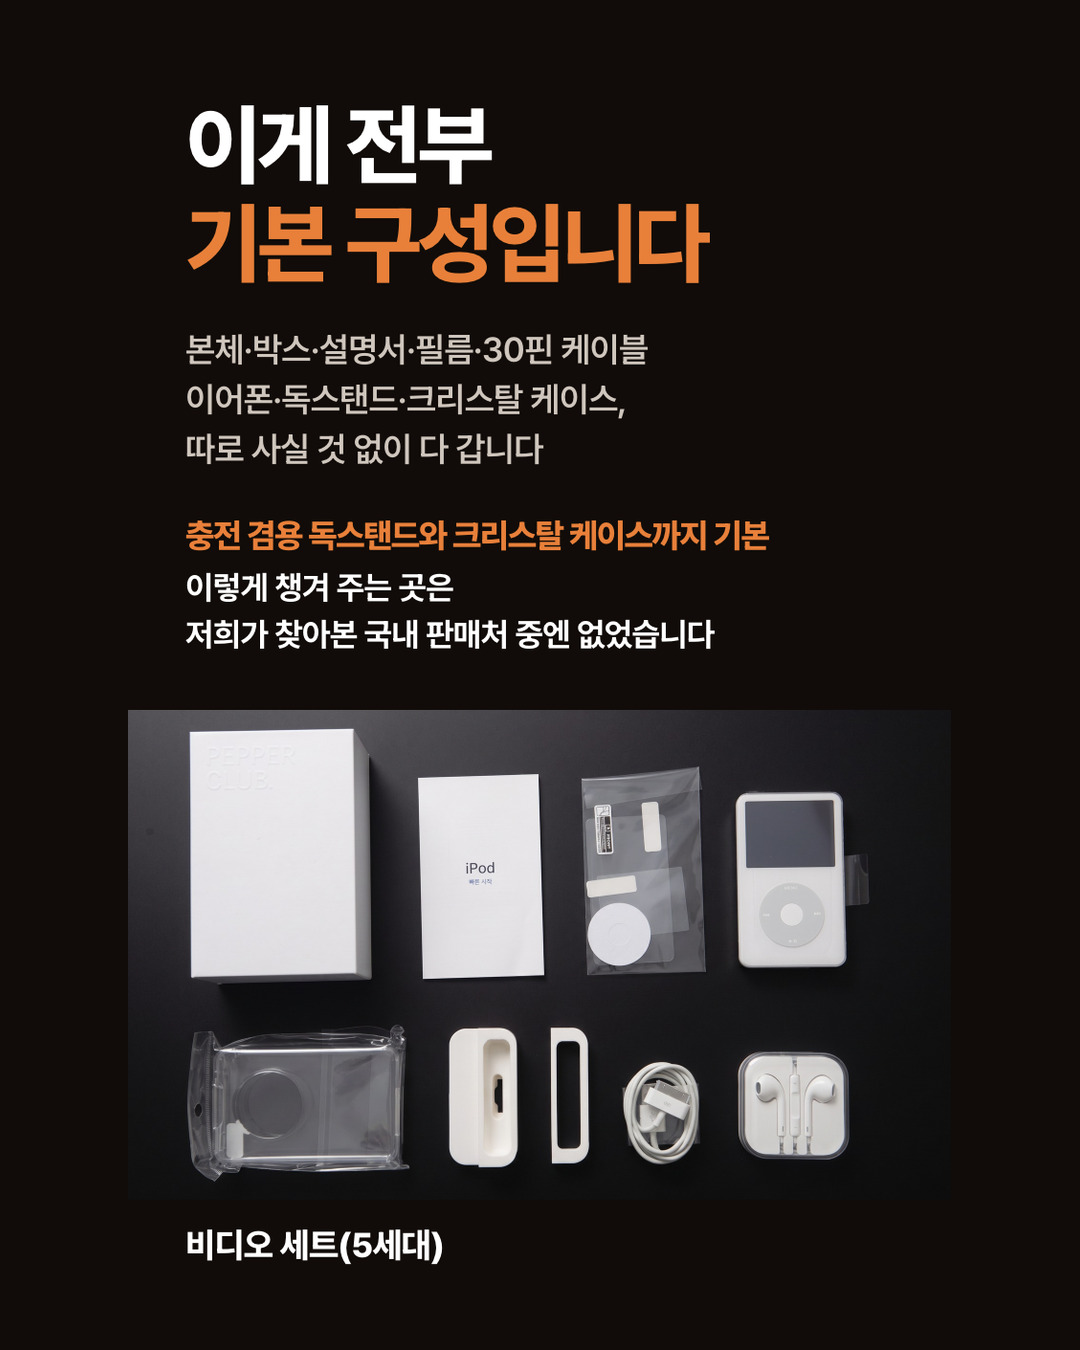 이게 전부
기본 구성입니다
본체·박스·설명서·필름·30핀 케이블
이어폰·독스탠드·크리스탈 케이스,
따로 사실 것 없이 다 갑니다
충전 겸용 독스탠드와 크리스탈 케이스까지 기본
이렇게 챙겨 주는 곳은
저희가 찾아본 국내 판매처 중엔 없었습니다
PEPPER
CLUB.
iPod
빠른 시작
비디오 세트(5세대)